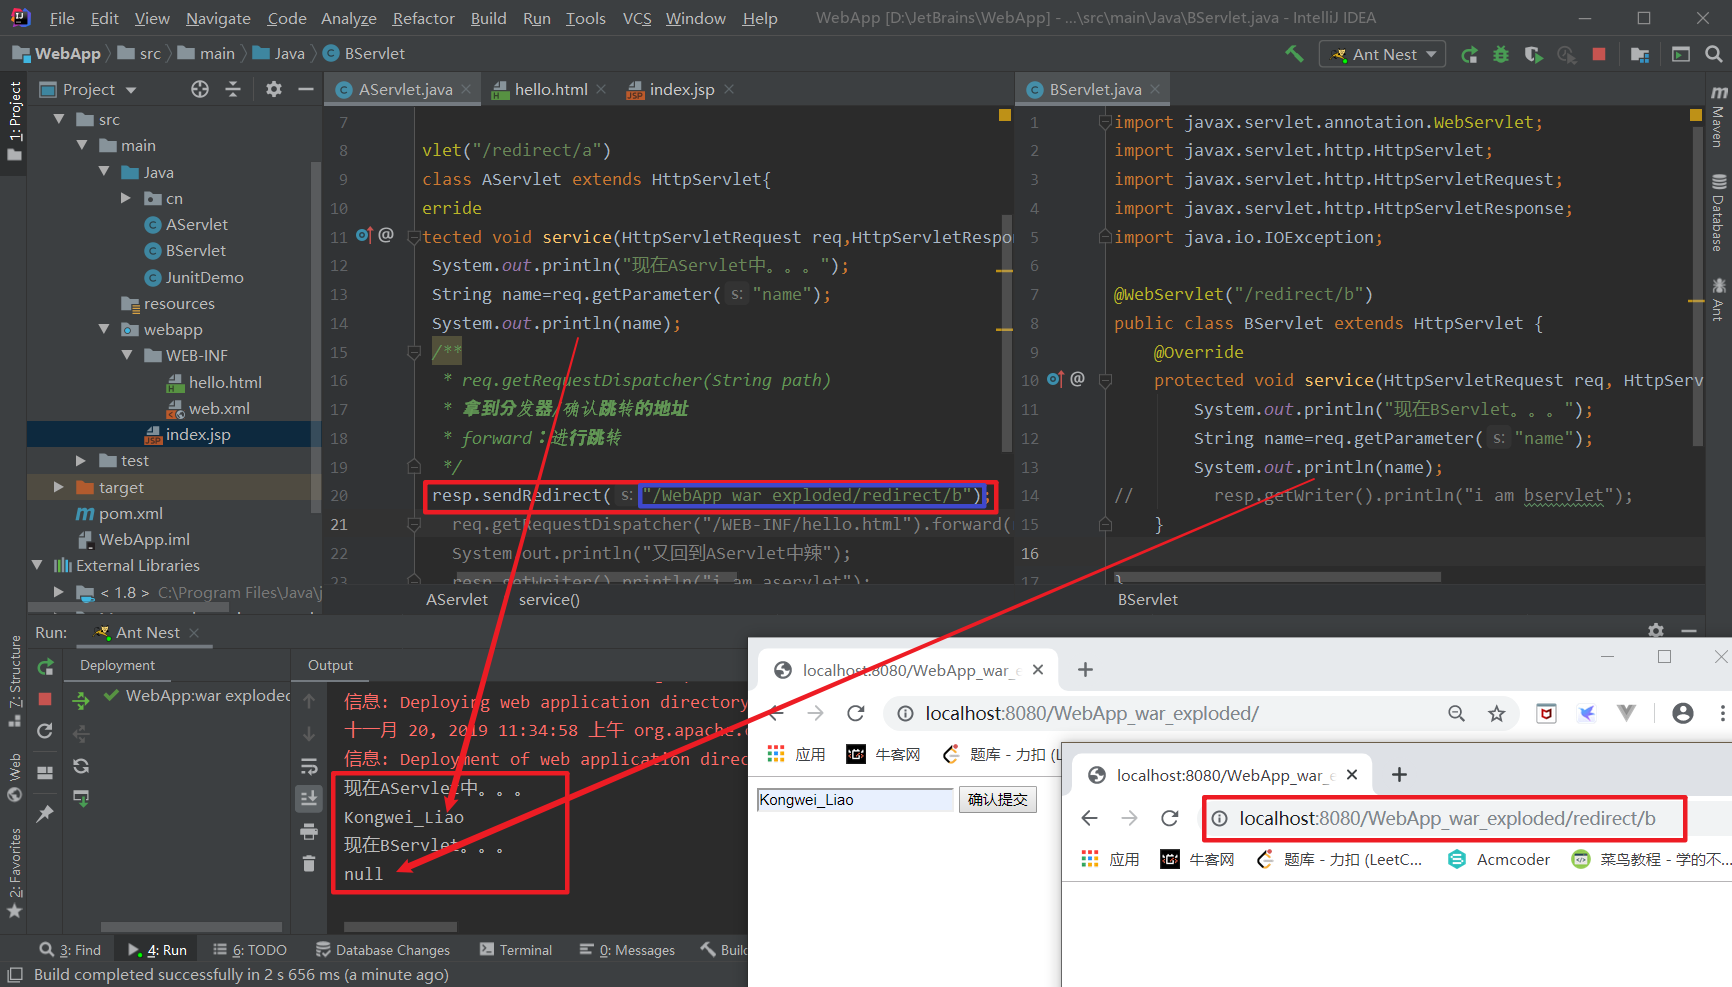 File Edit View Navigate Code Analyze Refactor Build Run Tools VCS Window Help WebApp [D:\JetBrains\WebApp] - ...\src\main\Java\BServlet.java - IntelliJ IDEA
WebApp src main Java BServlet
Ant Nest
Project
AServlet.java hello.html index.jsp
BServlet.java
1: Project
src
main
Java
cn
AServlet
BServlet
JunitDemo
resources
webapp
WEB-INF
hello.html
web.xml
index.jsp
test
target
pom.xml
WebApp.iml
External Libraries
< 1.8 > C:\Program Files\Java\j
7
8 vlet("/redirect/a")
9 class AServlet extends HttpServlet{
10 erride
11 tected void service(HttpServletRequest req,HttpServletRespo
12 System.out.println("现在AServlet中。。。");
13 String name=req.getParameter( s: "name");
14 System.out.println(name);
15 /**
16 * req.getRequestDispatcher(String path)
17 * 拿到分发器/确认跳转的地址
18 * forward：进行跳转
19 */
20 resp.sendRedirect( s: "/WebApp_war_exploded/redirect/b");
21 req.getRequestDispatcher("/WEB-INF/hello.html").forward(
22 System.out.println("又回到AServlet中辣");
23 resp.getWriter().println("i am aservlet");
AServlet service()
1 import javax.servlet.annotation.WebServlet;
2 import javax.servlet.http.HttpServlet;
3 import javax.servlet.http.HttpServletRequest;
4 import javax.servlet.http.HttpServletResponse;
5 import java.io.IOException;
6
7 @WebServlet("/redirect/b")
8 public class BServlet extends HttpServlet {
9 @Override
10 protected void service(HttpServletRequest req, HttpServ
11 System.out.println("现在BServlet。。。");
12 String name=req.getParameter( s: "name");
13 System.out.println(name);
14 // resp.getWriter().println("i am bservlet");
15 }
16
17 }
BServlet
Maven
Database
Ant
7: Structure
Web
2: Favorites
Run: Ant Nest
Deployment
Output
WebApp:war exploded
信息: Deploying web application directory
十一月 20, 2019 11:34:58 上午 org.apache.c
信息: Deployment of web application direc
现在AServlet中。。。
Kongwei_Liao
现在BServlet。。。
null
localhost:8080/WebApp_war_e
localhost:8080/WebApp_war_exploded/
应用 牛客网 题库 - 力扣 (L
Kongwei_Liao 确认提交
localhost:8080/WebApp_war_e
localhost:8080/WebApp_war_exploded/redirect/b
应用 牛客网 题库 - 力扣 (LeetC... Acmcoder 菜鸟教程 - 学的不...
3: Find 4: Run 6: TODO Database Changes Terminal 0: Messages Build
Build completed successfully in 2 s 656 ms (a minute ago)